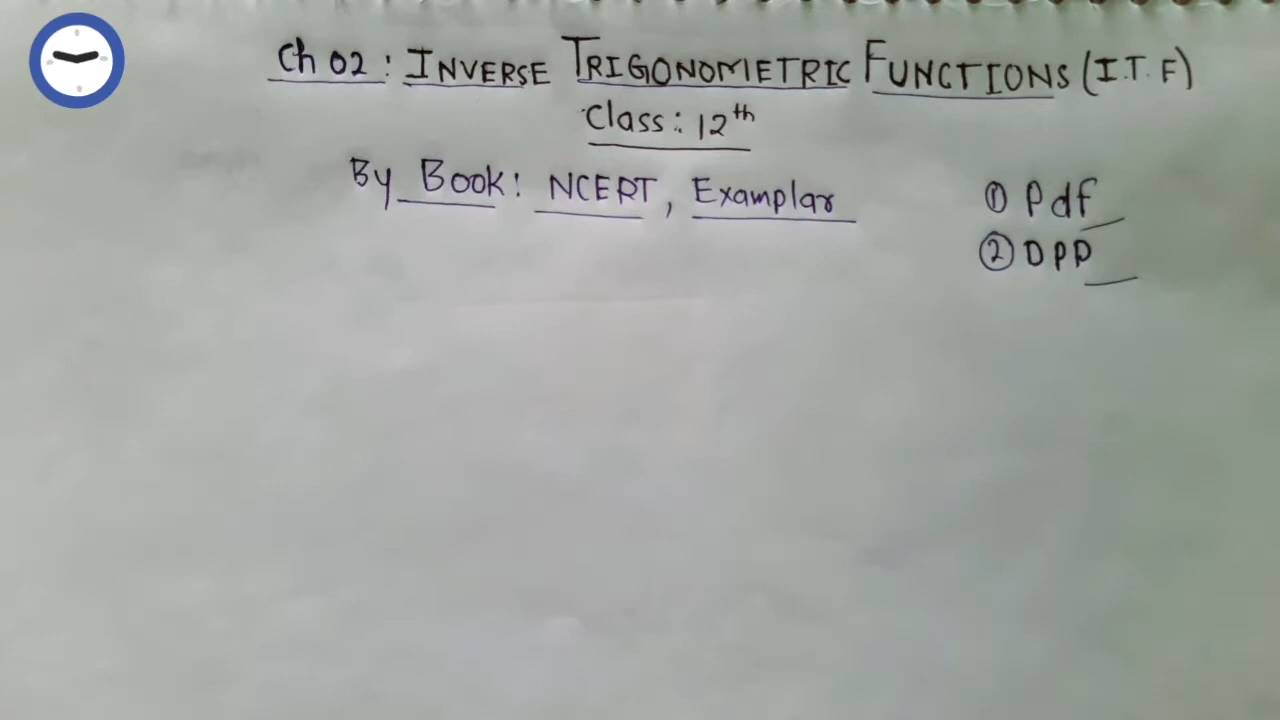 Ch 02 : INVERSE TRIGONOMETRIC FUNCTIONS (I.T.F)
Class: 12th
By Book: NCERT, Examplar
① Pdf
② DPP